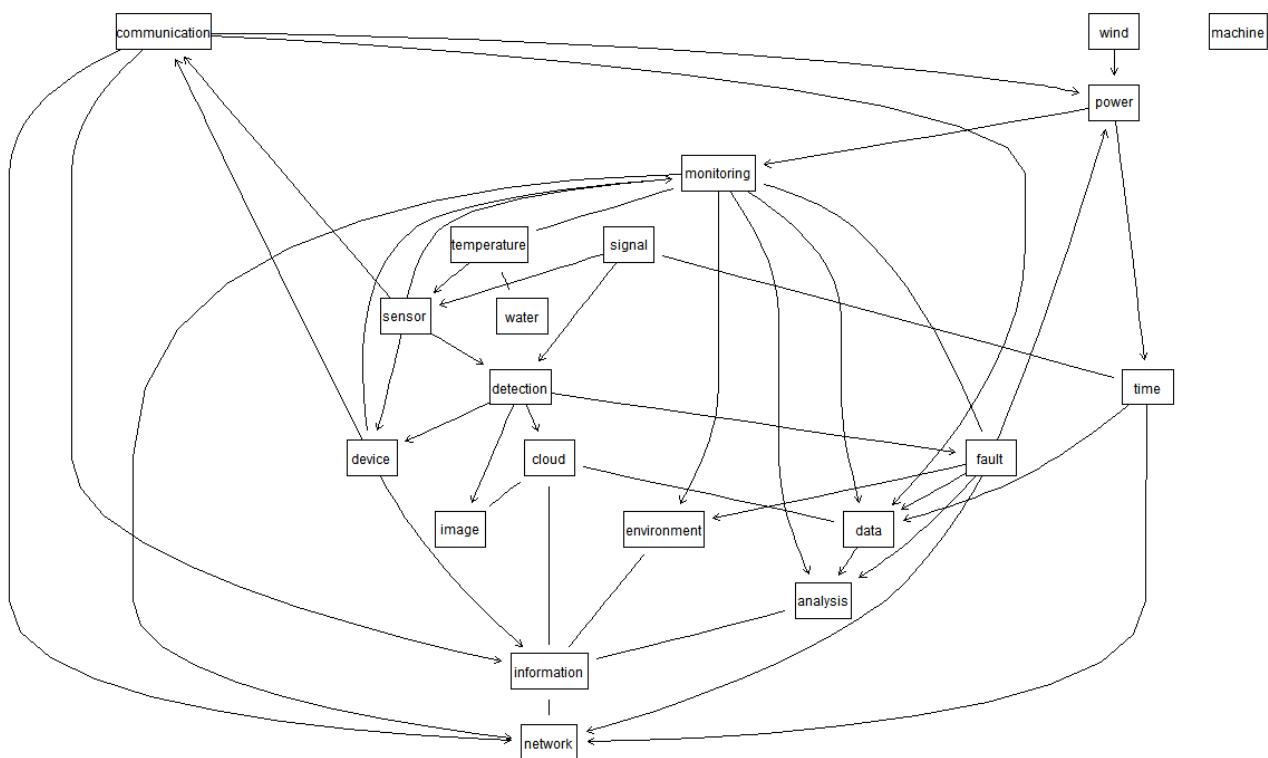 communication
wind
machine
power
monitoring
temperature
signal
sensor
water
detection
time
device
cloud
fault
image
environment
data
analysis
information
network